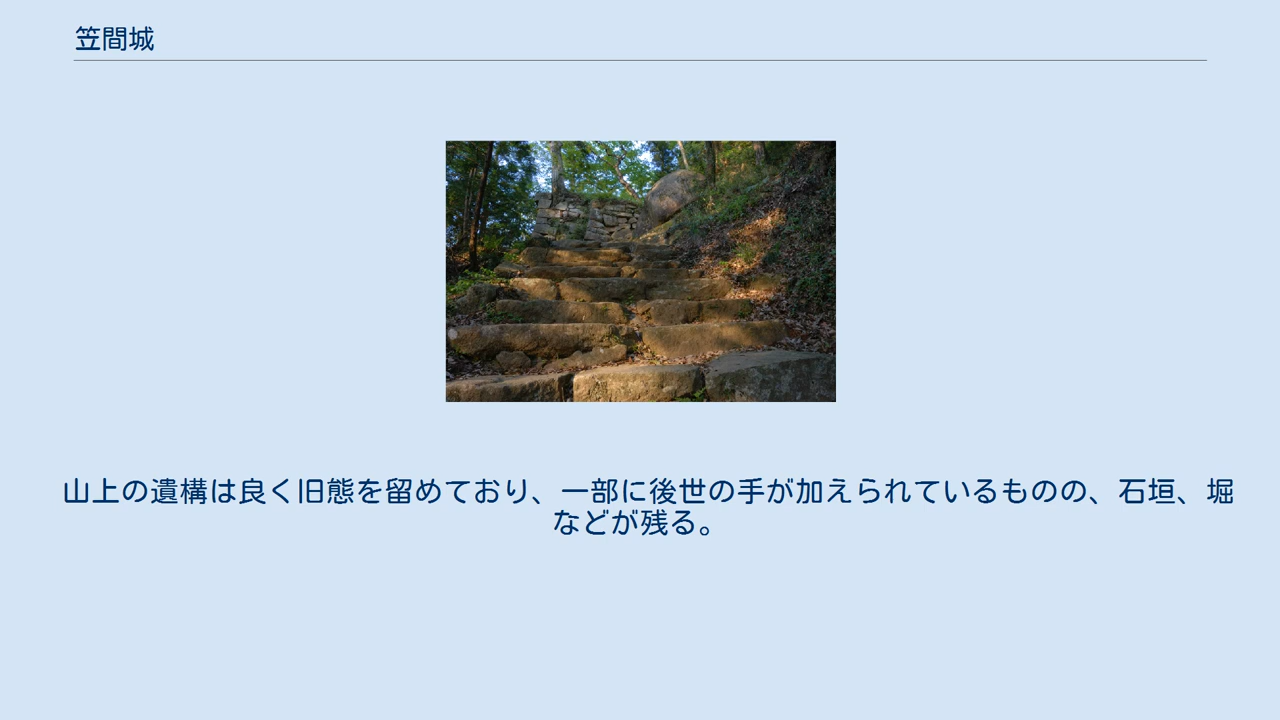 笠間城
山上の遺構は良く旧態を留めており、一部に後世の手が加えられているものの、石垣、堀
などが残る。